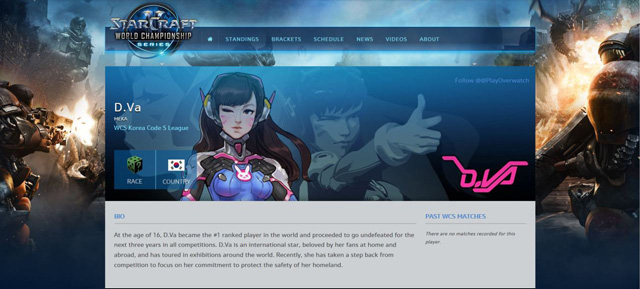 STARCRAFT
WORLD CHAMPIONSHIP
SERIES
STANDINGS BRACKETS SCHEDULE NEWS VIDEOS ABOUT
Follow @PlayOverwatch
D.Va
MEKA
WCS Korea Code S League
RACE COUNTRY
D.VA
BIO
At the age of 16, D.Va became the #1 ranked player in the world and proceeded to go undefeated for the
next three years in all competitions. D.Va is an international star, beloved by her fans at home and
abroad, and has toured in exhibitions around the world. Recently, she has taken a step back from
competition to focus on her commitment to protect the safety of her homeland.
PAST WCS MATCHES
There are no matches recorded for this
player.